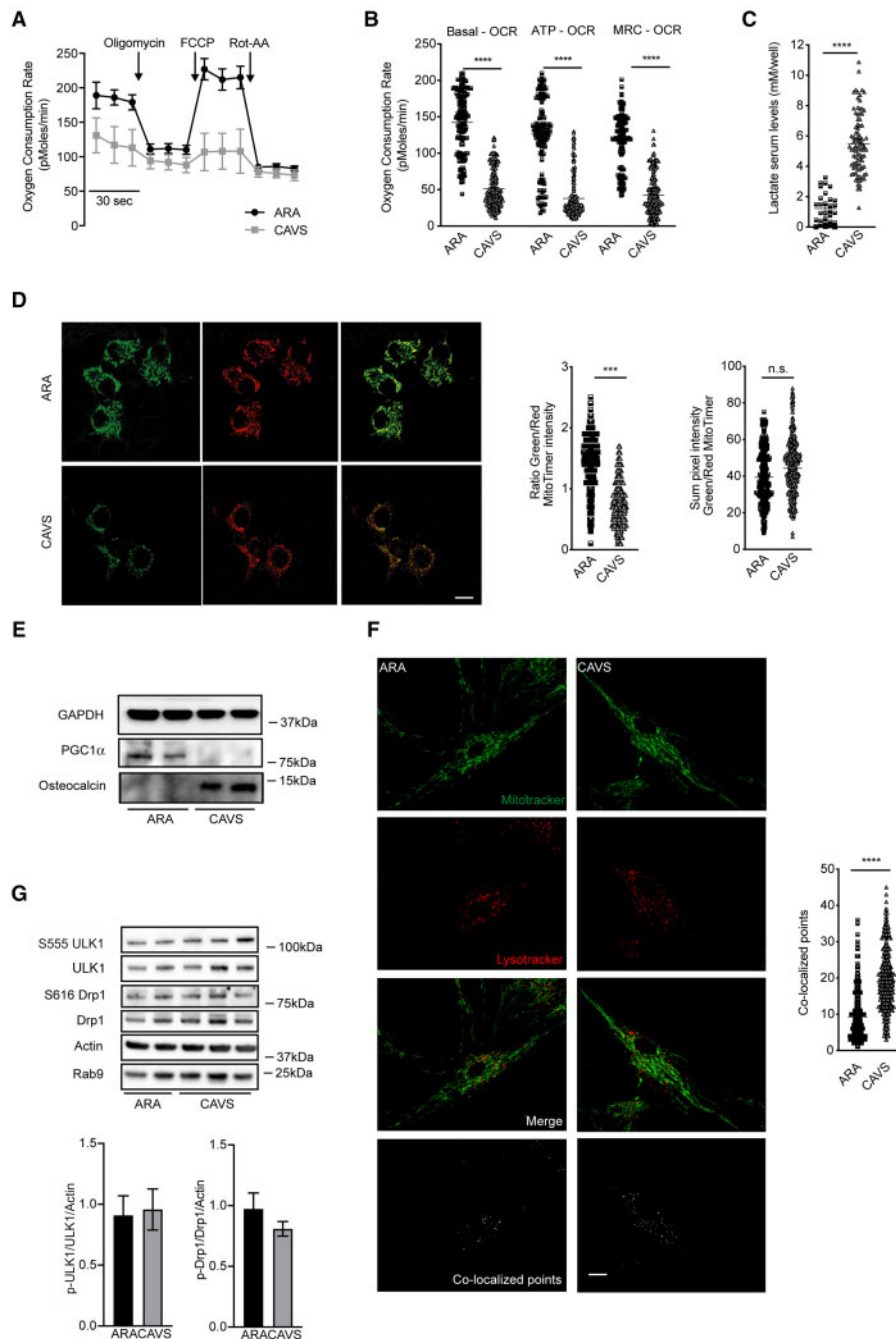 A
Oligomycin FCCP Rot-AA
Oxygen Consumption Rate
(pMoles/min)
250
200
150
100
50
0
30 sec
ARA
CAVS
B
Basal - OCR ATP - OCR MRC - OCR
**** **** ****
Oxygen Consumption Rate
(pMoles/min)
250
200
150
100
50
0
ARA CAVS ARA CAVS ARA CAVS
C
****
Lactate serum levels (mM/well)
12
10
8
6
4
2
0
ARA CAVS
D
ARA
CAVS
***
Ratio Green/Red
MitoTimer intensity
3
2
1
0
ARA CAVS
n.s.
Sum pixel intensity
Green/Red MitoTimer
100
80
60
40
20
0
ARA CAVS
E
GAPDH
37kDa
PGC1α
75kDa
Osteocalcin
15kDa
ARA CAVS
F
ARA CAVS
Mitotracker
Lysotracker
Merge
Co-localized points
****
Co-localized points
50
40
30
20
10
0
ARA CAVS
G
S555 ULK1
100kDa
ULK1
S616 Drp1
75kDa
Drp1
Actin
37kDa
Rab9
25kDa
ARA CAVS
p-ULK1/ULK1/Actin
1.5
1.0
0.5
0
ARACAVS
p-Drp1/Drp1/Actin
1.5
1.0
0.5
0
ARACAVS